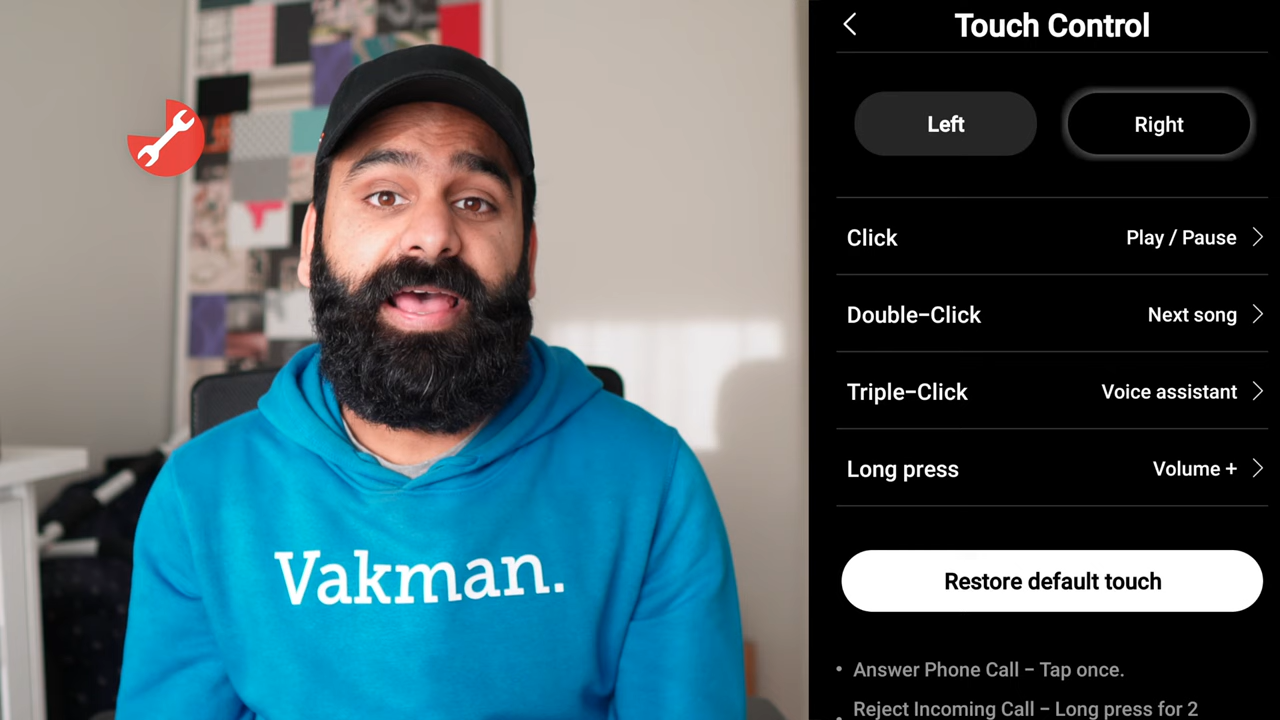 Vakman.
Touch Control
Left
Right
Click
Play / Pause
Double-Click
Next song
Triple-Click
Voice assistant
Long press
Volume +
Restore default touch
• Answer Phone Call – Tap once.
• Reject Incoming Call – Long press for 2